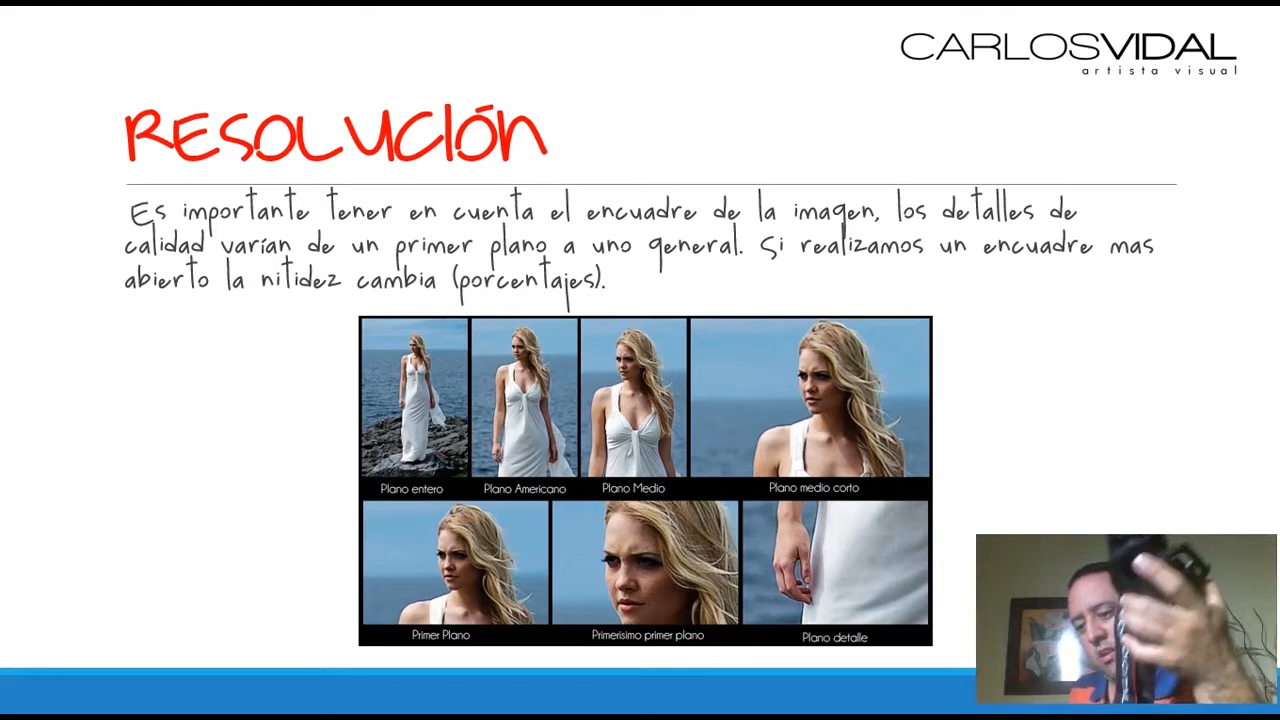 CARLOSVIDAL
artista visual
RESOLUCIÓN
Es importante tener en cuenta el encuadre de la imagen, los detalles de
calidad varían de un primer plano a uno general. Si realizamos un encuadre mas
abierto la nitidez cambia (porcentajes).
Plano entero
Plano Americano
Plano Medio
Plano medio corto
Primer Plano
Primerisimo primer plano
Plano detalle